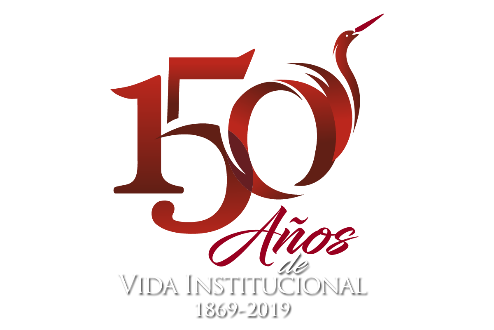 150
Años
de
VIDA INSTITUCIONAL
1869-2019